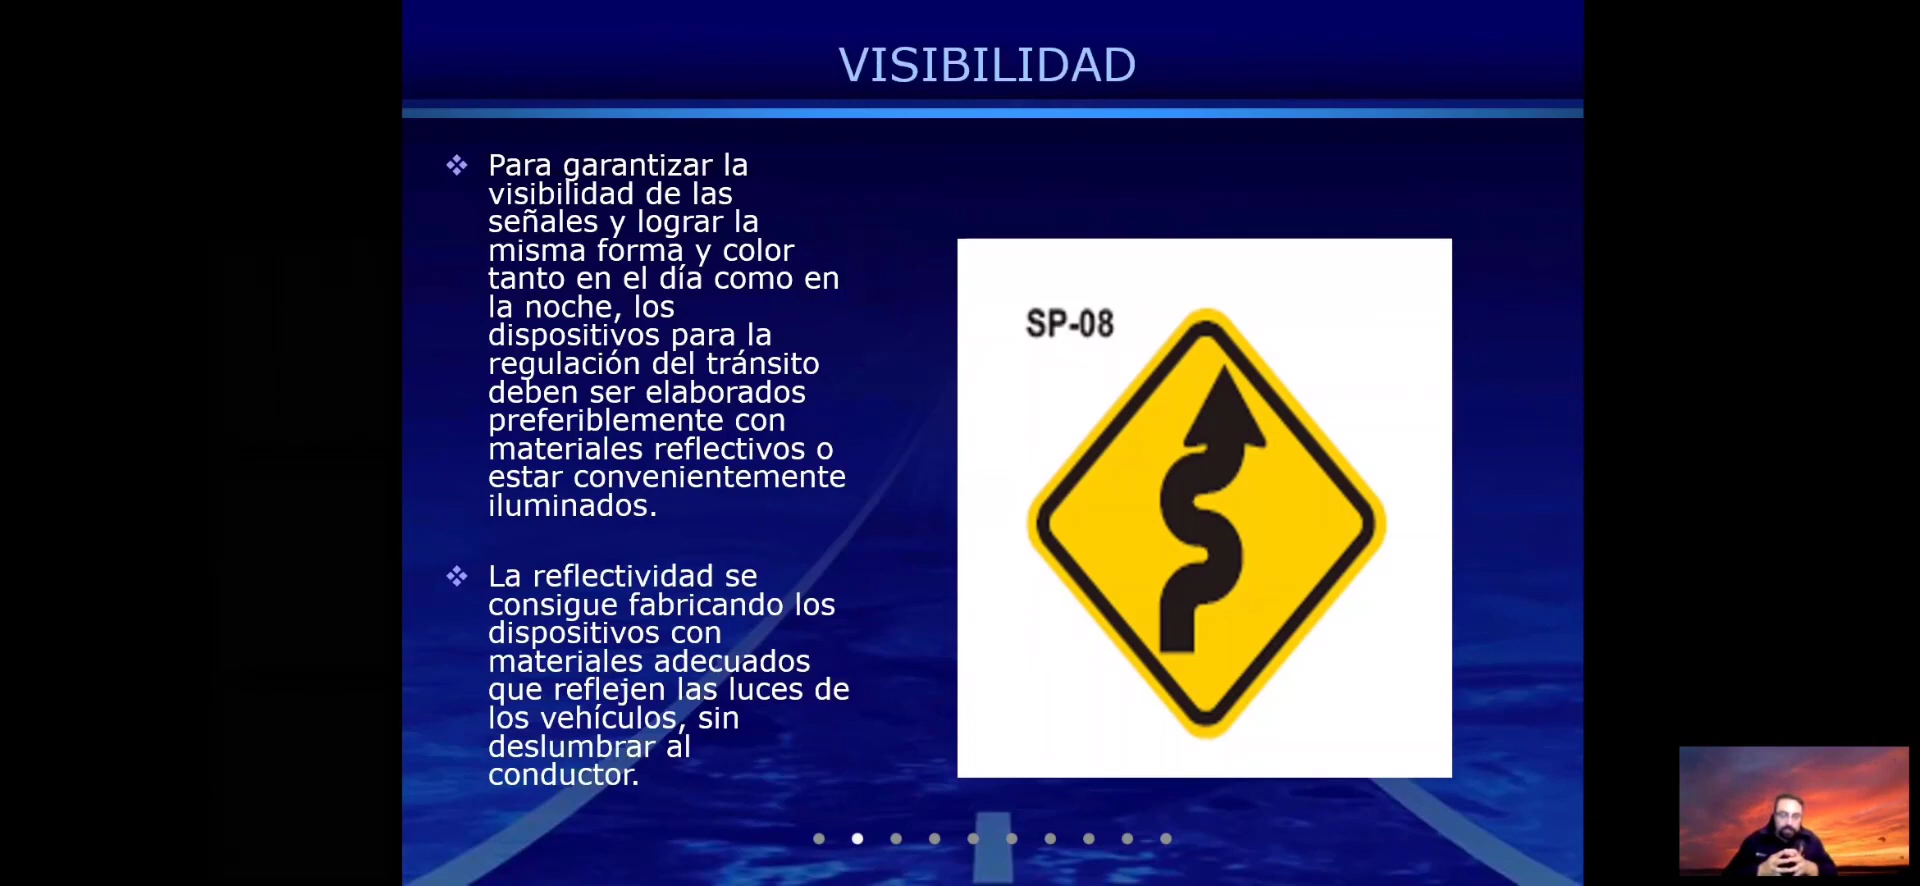 VISIBILIDAD
❖ Para garantizar la
visibilidad de las
señales y lograr la
misma forma y color
tanto en el día como en
la noche, los
dispositivos para la
regulación del tránsito
deben ser elaborados
preferiblemente con
materiales reflectivos o
estar convenientemente
iluminados.
❖ La reflectividad se
consigue fabricando los
dispositivos con
materiales adecuados
que reflejen las luces de
los vehículos, sin
deslumbrar al
conductor.
SP-08